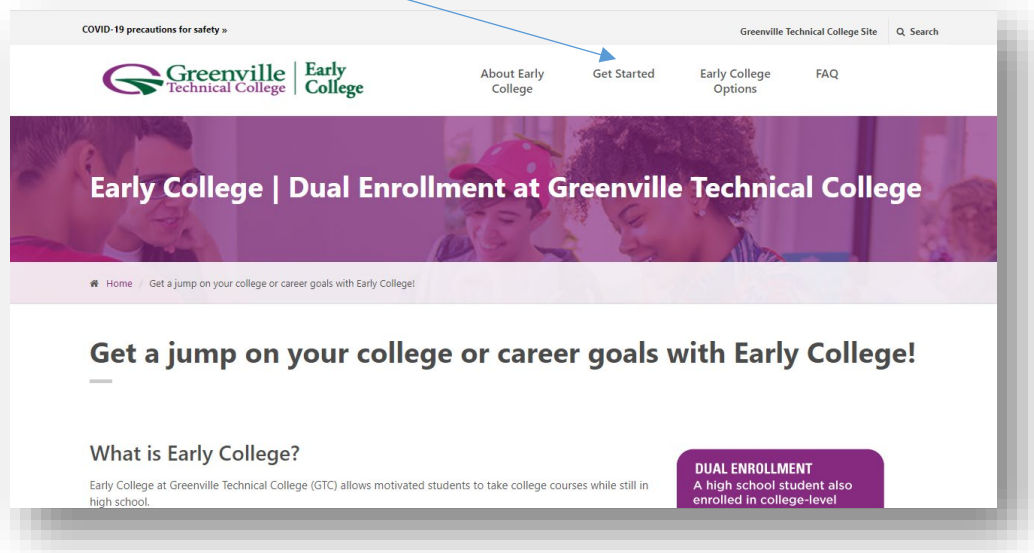 COVID-19 precautions for safety »
Greenville Technical College Site
Search
Greenville
Technical College
Early
College
About Early
College
Get Started
Early College
Options
FAQ
Early College | Dual Enrollment at Greenville Technical College
Home / Get a jump on your college or career goals with Early College!
Get a jump on your college or career goals with Early College!
What is Early College?
Early College at Greenville Technical College (GTC) allows motivated students to take college courses while still in
high school.
DUAL ENROLLMENT
A high school student also
enrolled in college-level